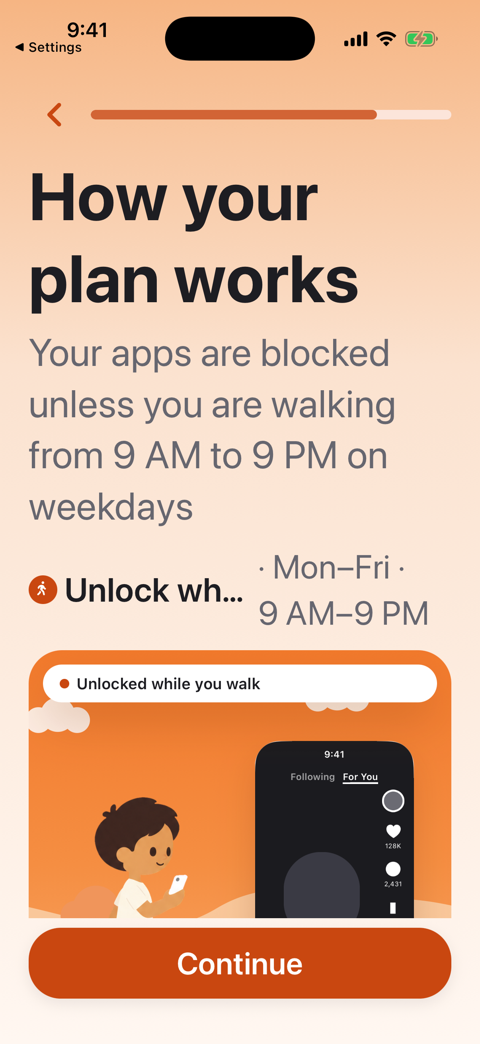 9:41
◀ Settings
How your
plan works
Your apps are blocked
unless you are walking
from 9 AM to 9 PM on
weekdays
Unlock wh...
· Mon–Fri ·
9 AM–9 PM
Unlocked while you walk
9:41
Following For You
128K
2,431
Continue